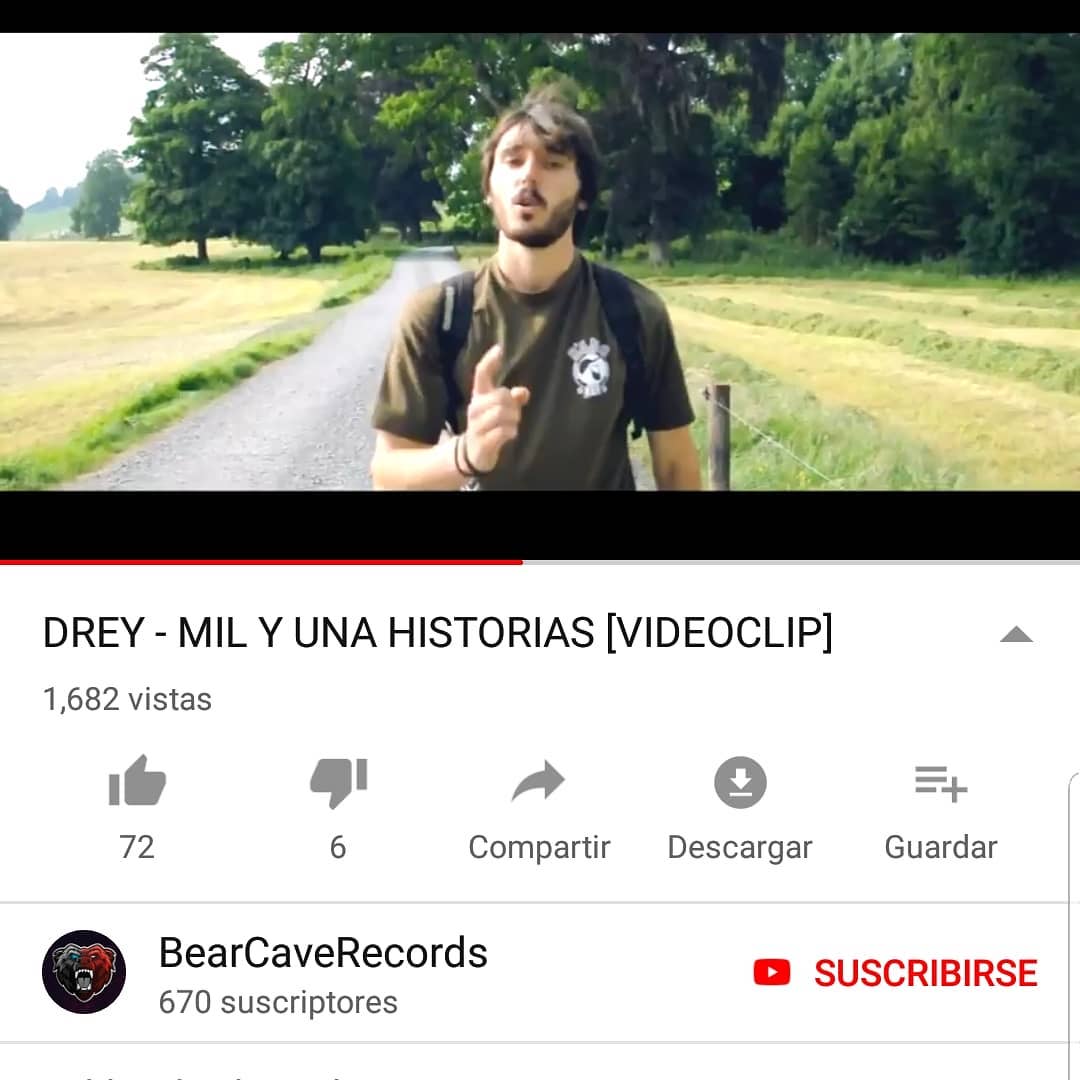 DREY - MIL Y UNA HISTORIAS [VIDEOCLIP]
1,682 vistas
72
6
Compartir
Descargar
Guardar
BearCaveRecords
670 suscriptores
SUSCRIBIRSE